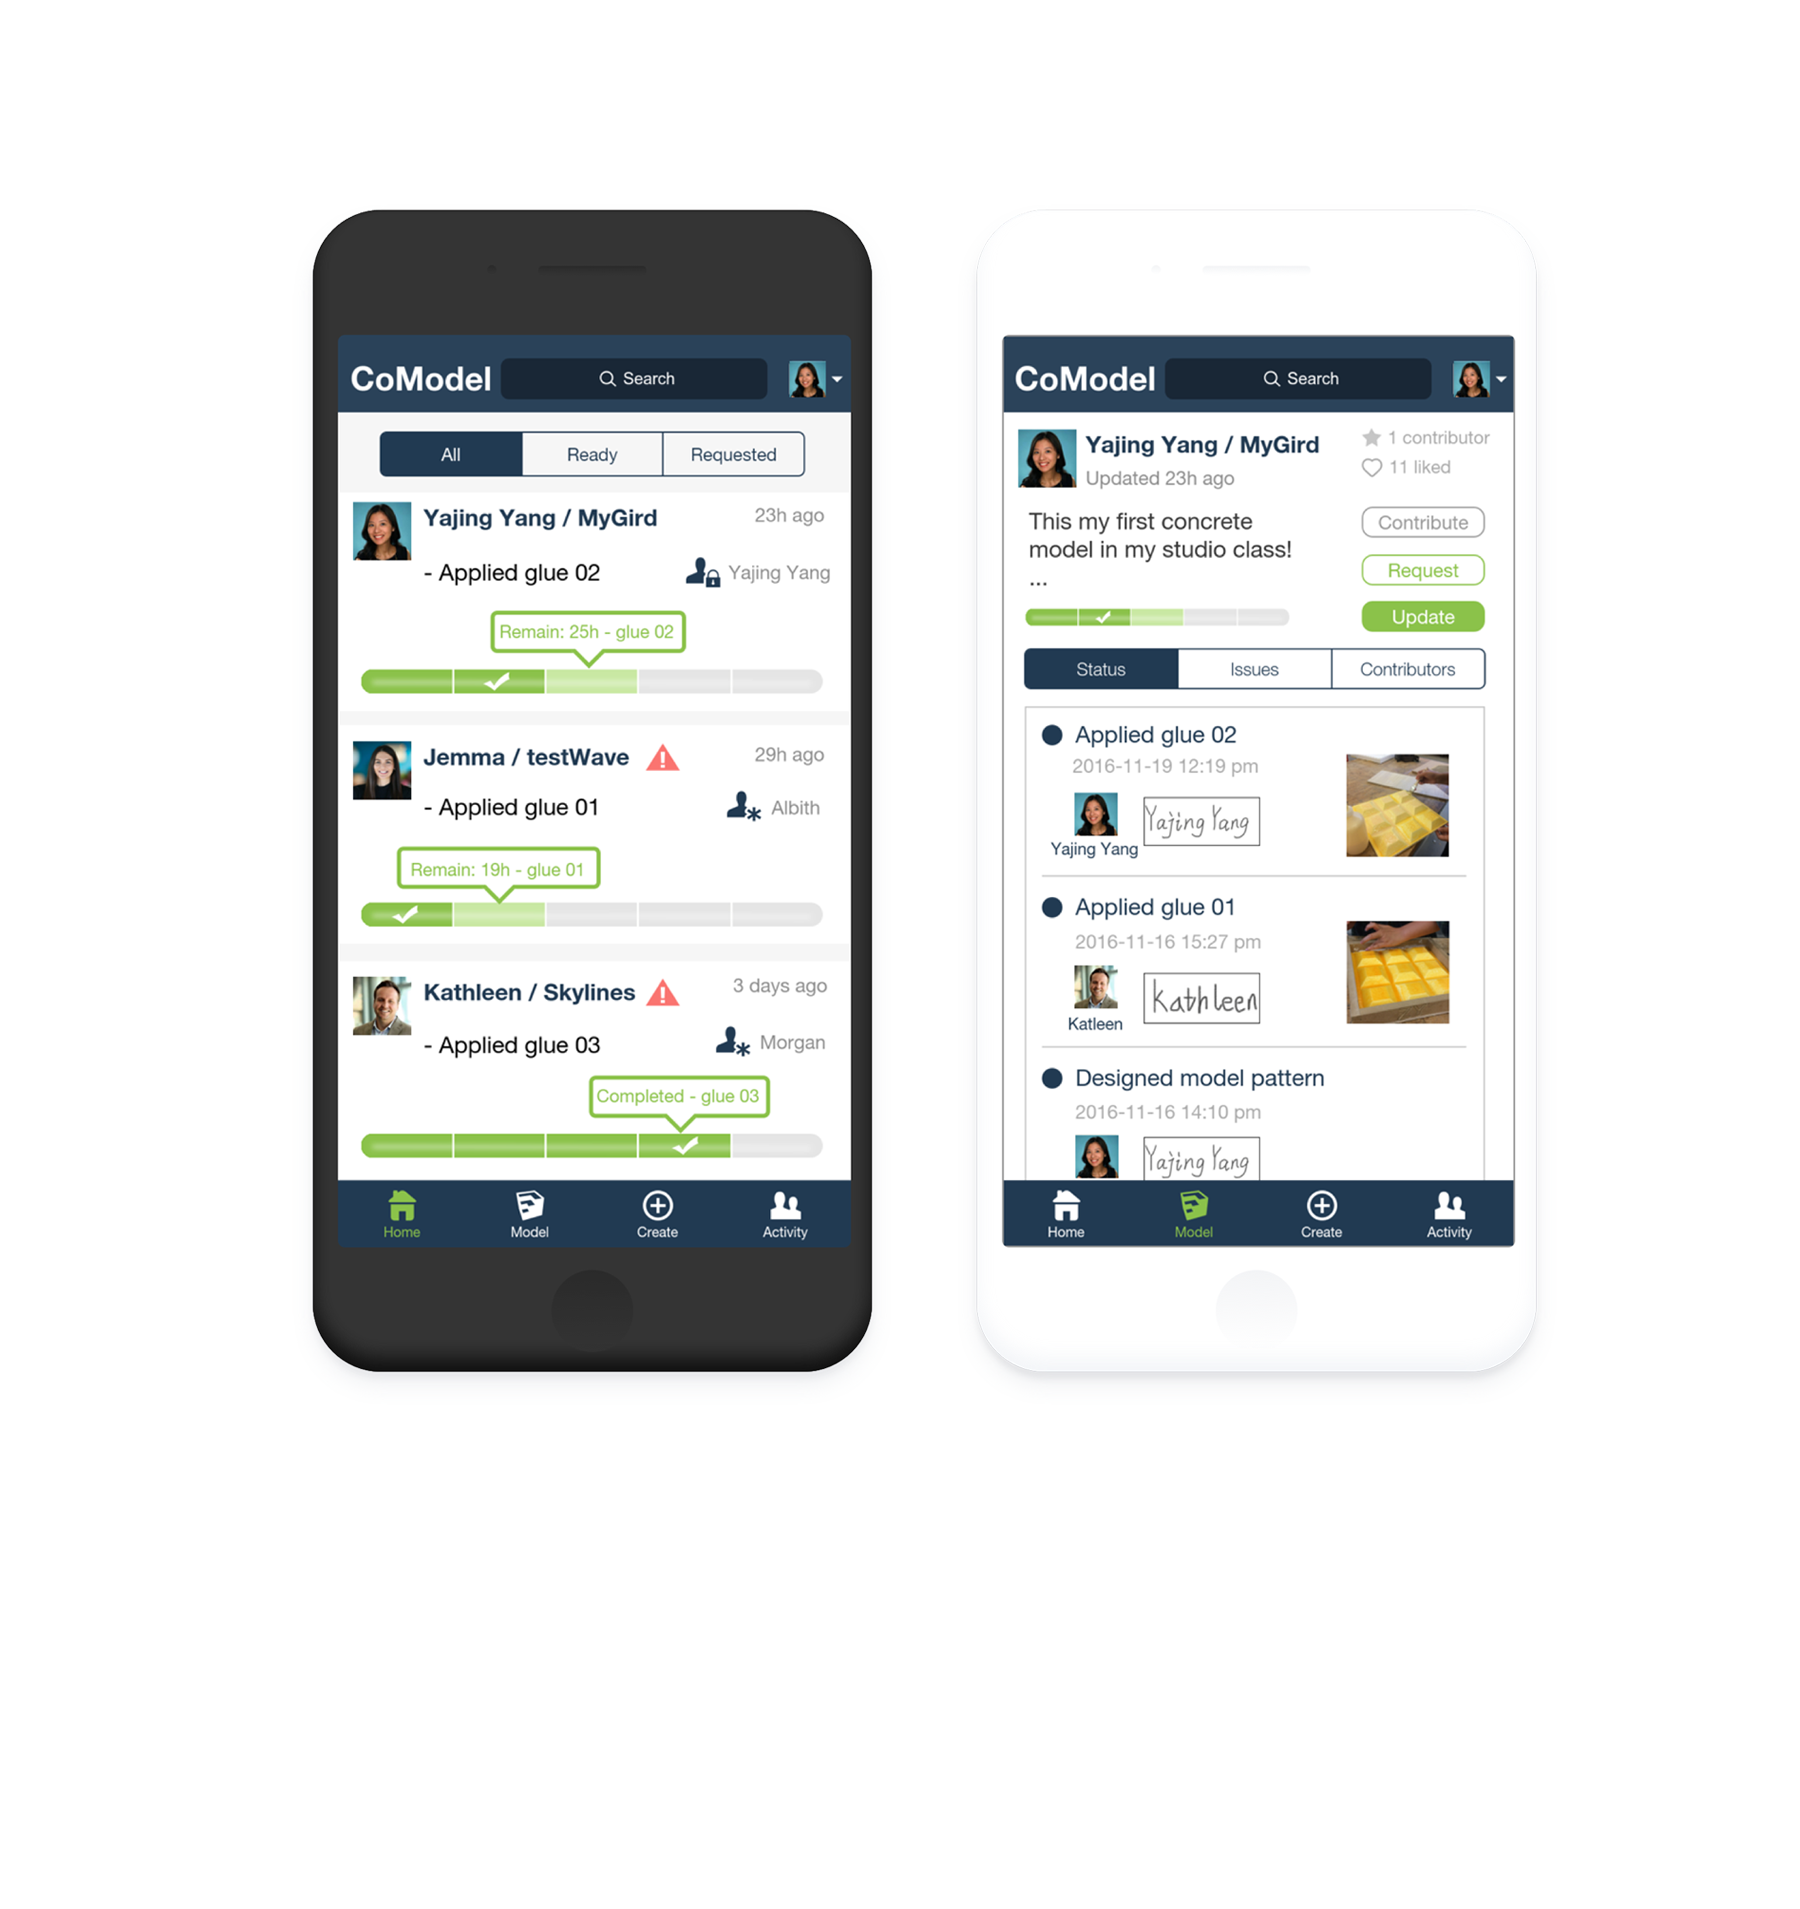 CoModel
Search
All
Ready
Requested
Yajing Yang / MyGird
23h ago
- Applied glue 02
Yajing Yang
Remain: 25h - glue 02
Jemma / testWave
29h ago
- Applied glue 01
Albith
Remain: 19h - glue 01
Kathleen / Skylines
3 days ago
- Applied glue 03
Morgan
Completed - glue 03
Home
Model
Create
Activity
CoModel
Search
Yajing Yang / MyGird
1 contributor
Updated 23h ago
11 liked
This my first concrete
model in my studio class!
...
Contribute
Request
Update
Status
Issues
Contributors
Applied glue 02
2016-11-19 12:19 pm
Yajing Yang
Yajing Yang
Applied glue 01
2016-11-16 15:27 pm
Kathleen
Katleen
Designed model pattern
2016-11-16 14:10 pm
Yajing Yang
Home
Model
Create
Activity